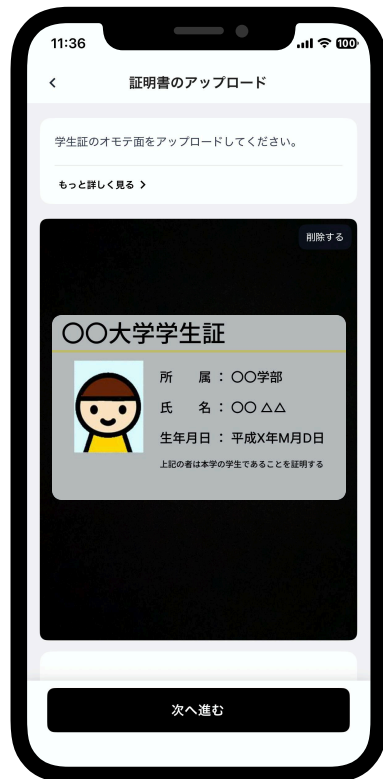 11:36
100
証明書のアップロード
学生証のオモテ面をアップロードしてください。
もっと詳しく見る
削除する
〇〇大学学生証
所　属：〇〇学部
氏　名：〇〇 △△
生年月日：平成X年M月D日
上記の者は本学の学生であることを証明する
次へ進む